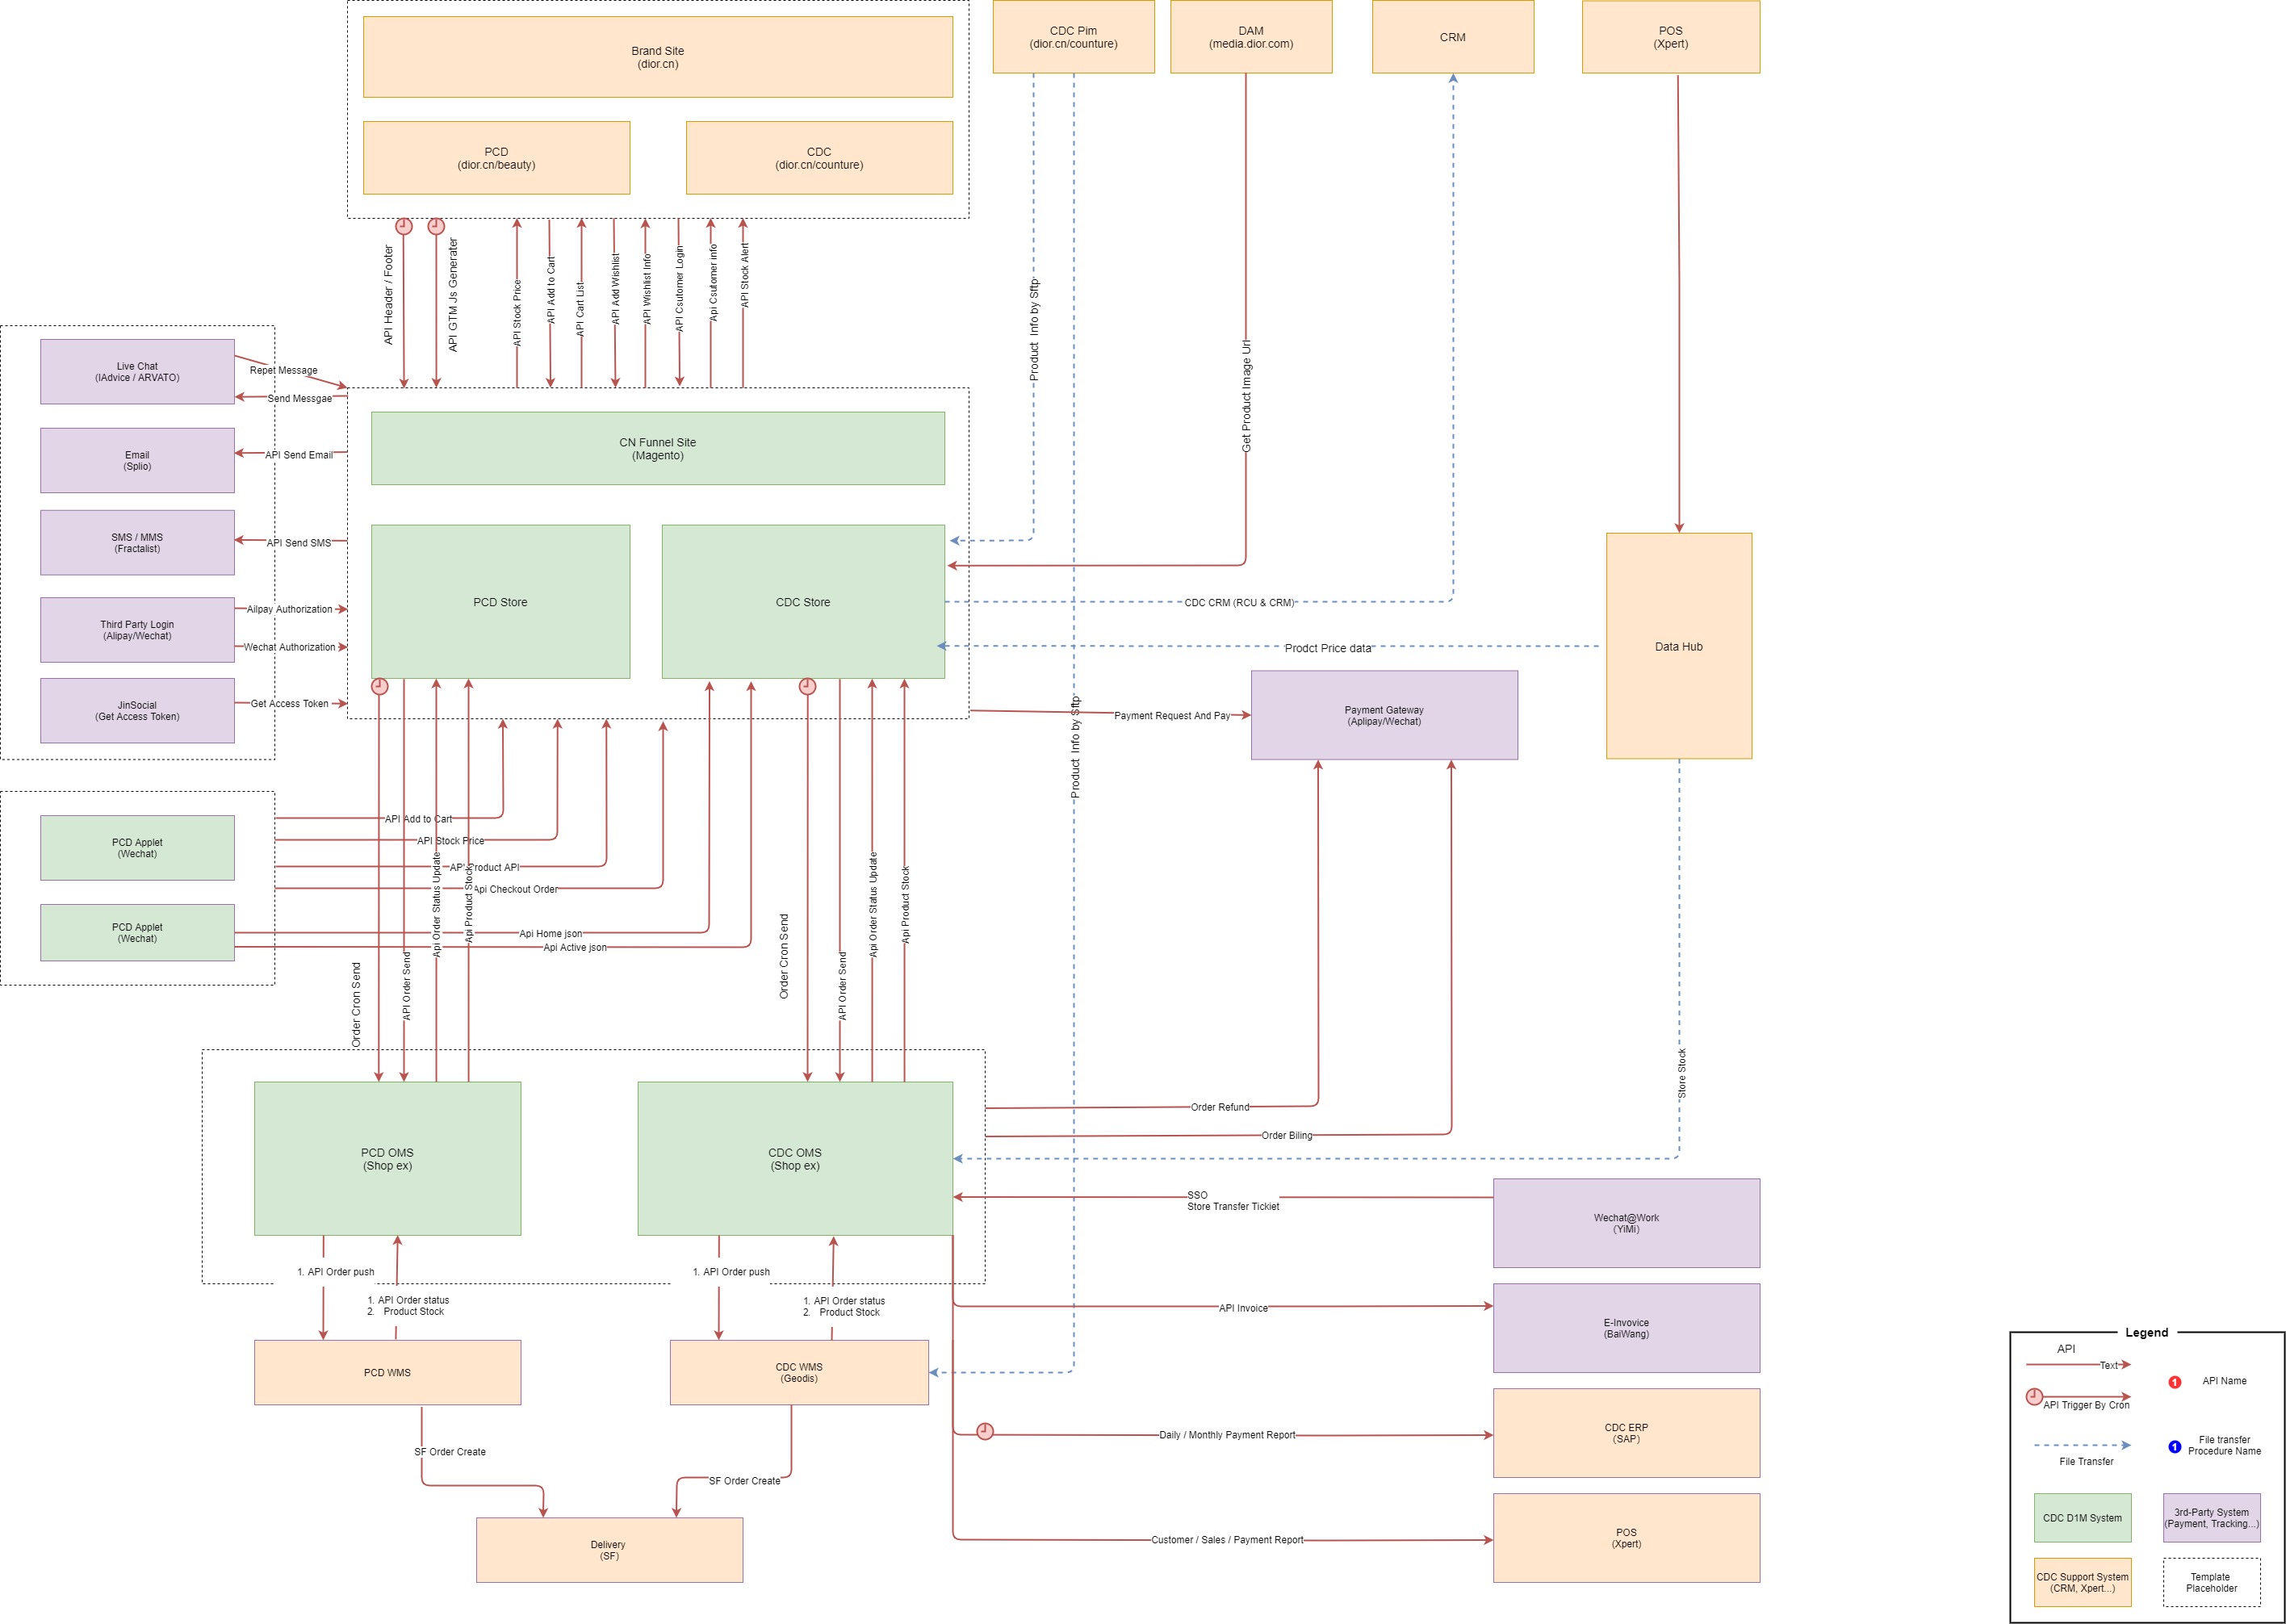 Brand Site
(dior.cn)
PCD
(dior.cn/beauty)
CDC
(dior.cn/counture)
CDC Pim
(dior.cn/counture)
DAM
(media.dior.com)
CRM
POS
(Xpert)
API Header / Footer
API GTM Js Generater
API Stock Price
API Add to Cart
API Cart List
API Add Wishlist
API Wishlist Info
API Csutomer Login
Api Csutomer info
API Stock Alert
Product Info by Sftp
Get Product Image Url
Live Chat
(IAdvice / ARVATO)
Repet Message
Send Messgae
Email
(Splio)
API Send Email
SMS / MMS
(Fractalist)
API Send SMS
Third Party Login
(Alipay/Wechat)
Ailpay Authorization
Wechat Authorization
JinSocial
(Get Access Token)
Get Access Token
CN Funnel Site
(Magento)
PCD Store
CDC Store
CDC CRM (RCU & CRM)
Prodct Price data
Data Hub
Payment Request And Pay
Payment Gateway
(Aplipay/Wechat)
Product Info by Sftp
PCD Applet
(Wechat)
PCD Applet
(Wechat)
API Add to Cart
API Stock Price
API Product API
Api Checkout Order
Api Home json
Api Active json
Order Cron Send
API Order Send
Api Order Status Update
Api Product Stock
Order Cron Send
API Order Send
Api Order Status Update
Api Product Stock
Store Stock
PCD OMS
(Shop ex)
CDC OMS
(Shop ex)
Order Refund
Order Biling
SSO
Store Transfer Tickiet
Wechat@Work
(YiMi)
1. API Order push
1. API Order status
2. Product Stock
1. API Order push
1. API Order status
2. Product Stock
API Invoice
E-Invovice
(BaiWang)
PCD WMS
CDC WMS
(Geodis)
SF Order Create
SF Order Create
Daily / Monthly Payment Report
CDC ERP
(SAP)
Customer / Sales / Payment Report
POS
(Xpert)
Delivery
(SF)
Legend
API
Text
1
API Name
API Trigger By Cron
File Transfer
1
File transfer
Procedure Name
CDC D1M System
3rd-Party System
(Payment, Tracking...)
CDC Support System
(CRM, Xpert...)
Template
Placeholder